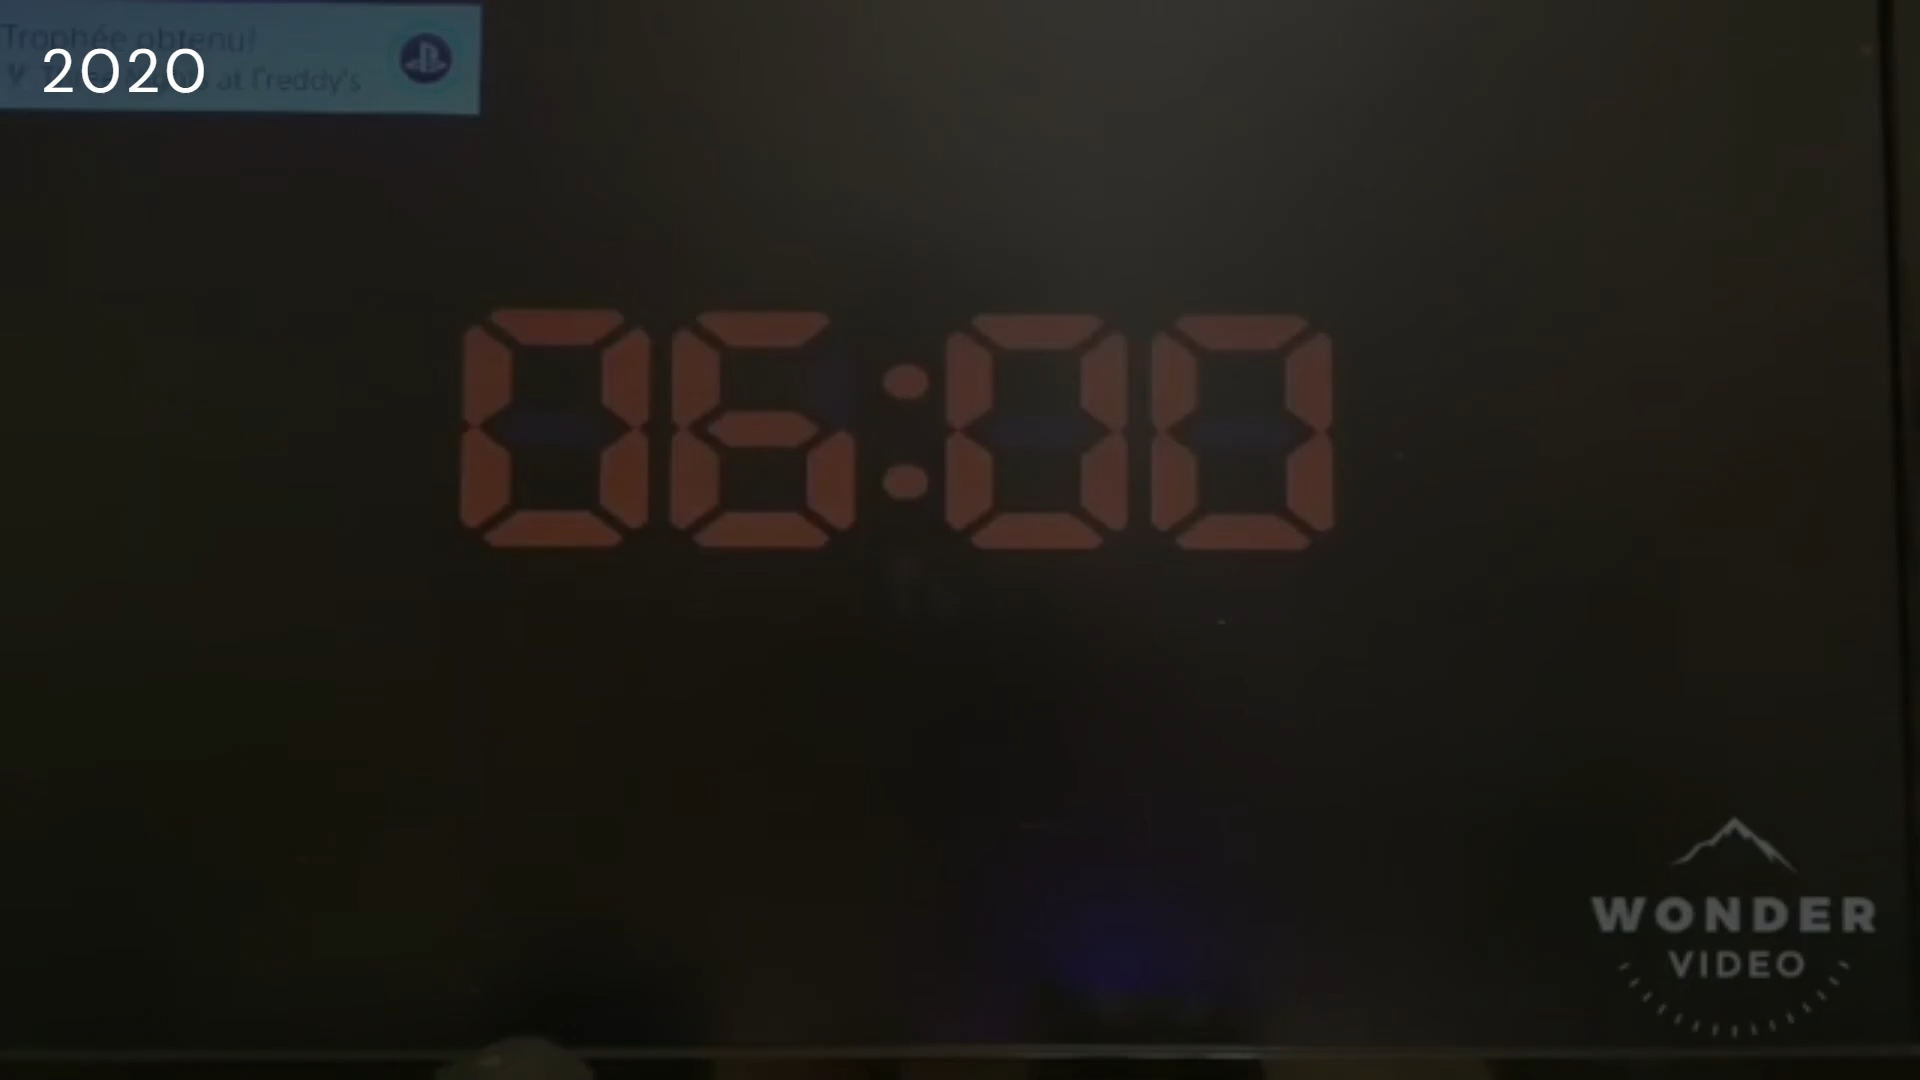 Trophée obtenu!
2020
at Freddy's
06:00
WONDER
VIDEO